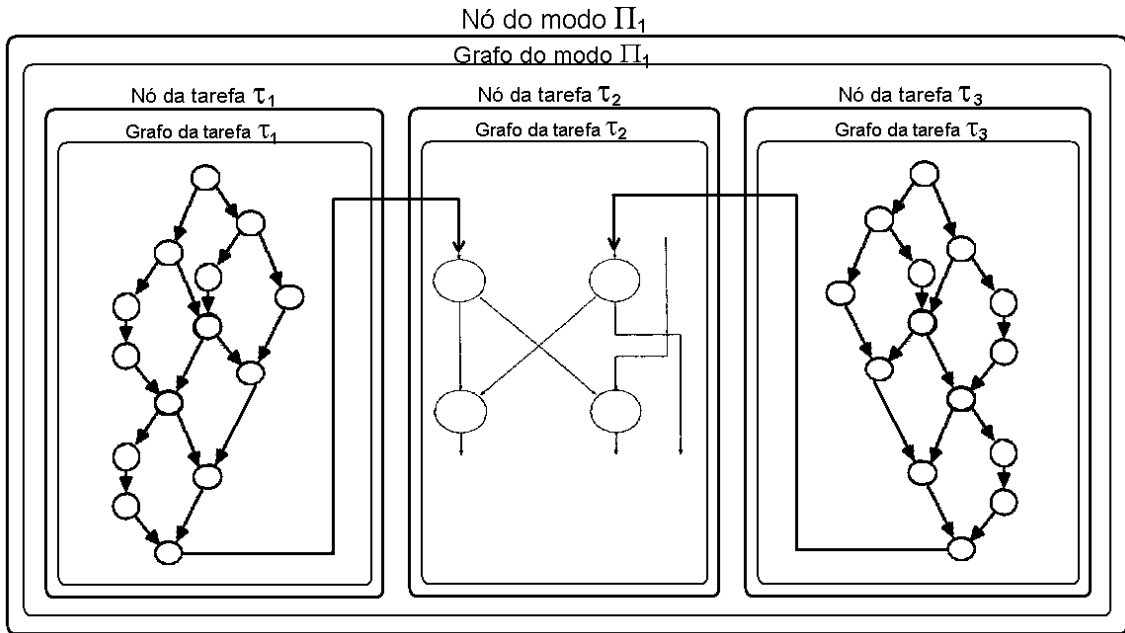 Nó do modo Π1
Grafo do modo Π1
Nó da tarefa τ1
Nó da tarefa τ2
Nó da tarefa τ3
Grafo da tarefa τ1
Grafo da tarefa τ2
Grafo da tarefa τ3